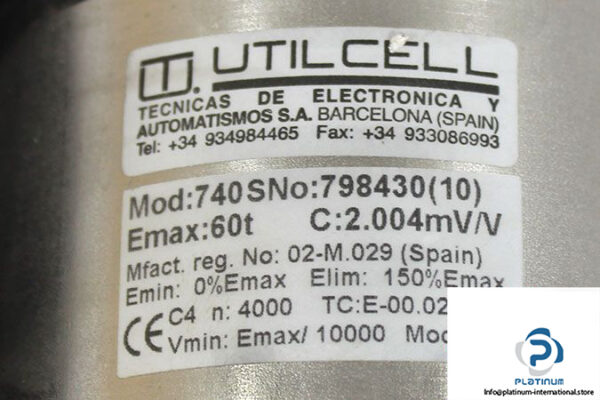 UTILCELL
TECNICAS DE ELECTRONICA Y
AUTOMATISMOS S.A. BARCELONA (SPAIN)
Tel: +34 934984465 Fax: +34 933086993
Mod:740 SNo:798430(10)
Emax:60t C:2.004mV/V
Mfact. reg. No: 02-M.029 (Spain)
Emin: 0%Emax Elim: 150%Emax
CE C4 n: 4000 TC:E-00.02
Vmin: Emax/ 10000
PLATINUM
Info@platinum-international.store